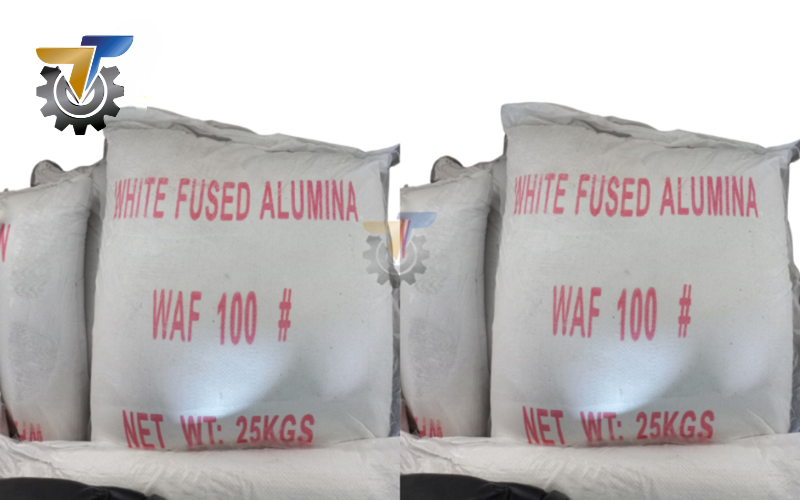 WHITE FUSED ALUMINA
WAF 100 #
NET WT: 25KGS
WHITE FUSED ALUMINA
WAF 100 #
NET WT: 25KGS